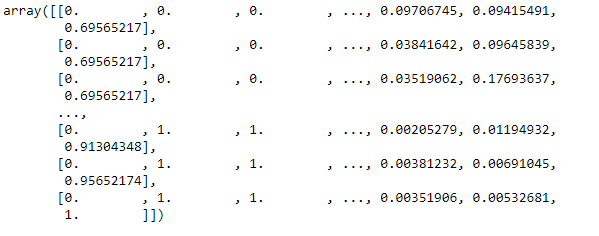 array([[0.        , 0.        , 0.        , ..., 0.09706745, 0.09415491,
        0.69565217],
       [0.        , 0.        , 0.        , ..., 0.03841642, 0.09645839,
        0.69565217],
       [0.        , 0.        , 0.        , ..., 0.03519062, 0.17693637,
        0.69565217],
       ...,
       [0.        , 1.        , 1.        , ..., 0.00205279, 0.01194932,
        0.91304348],
       [0.        , 1.        , 1.        , ..., 0.00381232, 0.00691045,
        0.95652174],
       [0.        , 1.        , 1.        , ..., 0.00351906, 0.00532681,
        1.        ]])